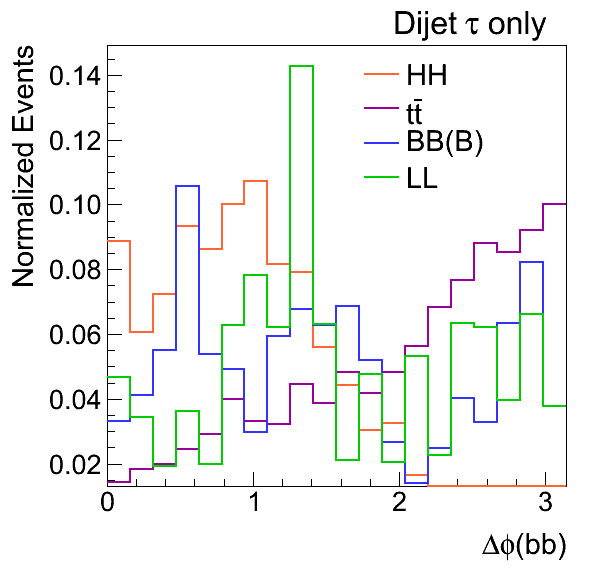 Dijet τ only
Normalized Events
0.14
0.12
0.10
0.08
0.06
0.04
0.02
HH
tt̄
BB(B)
LL
0
1
2
3
Δϕ(bb)